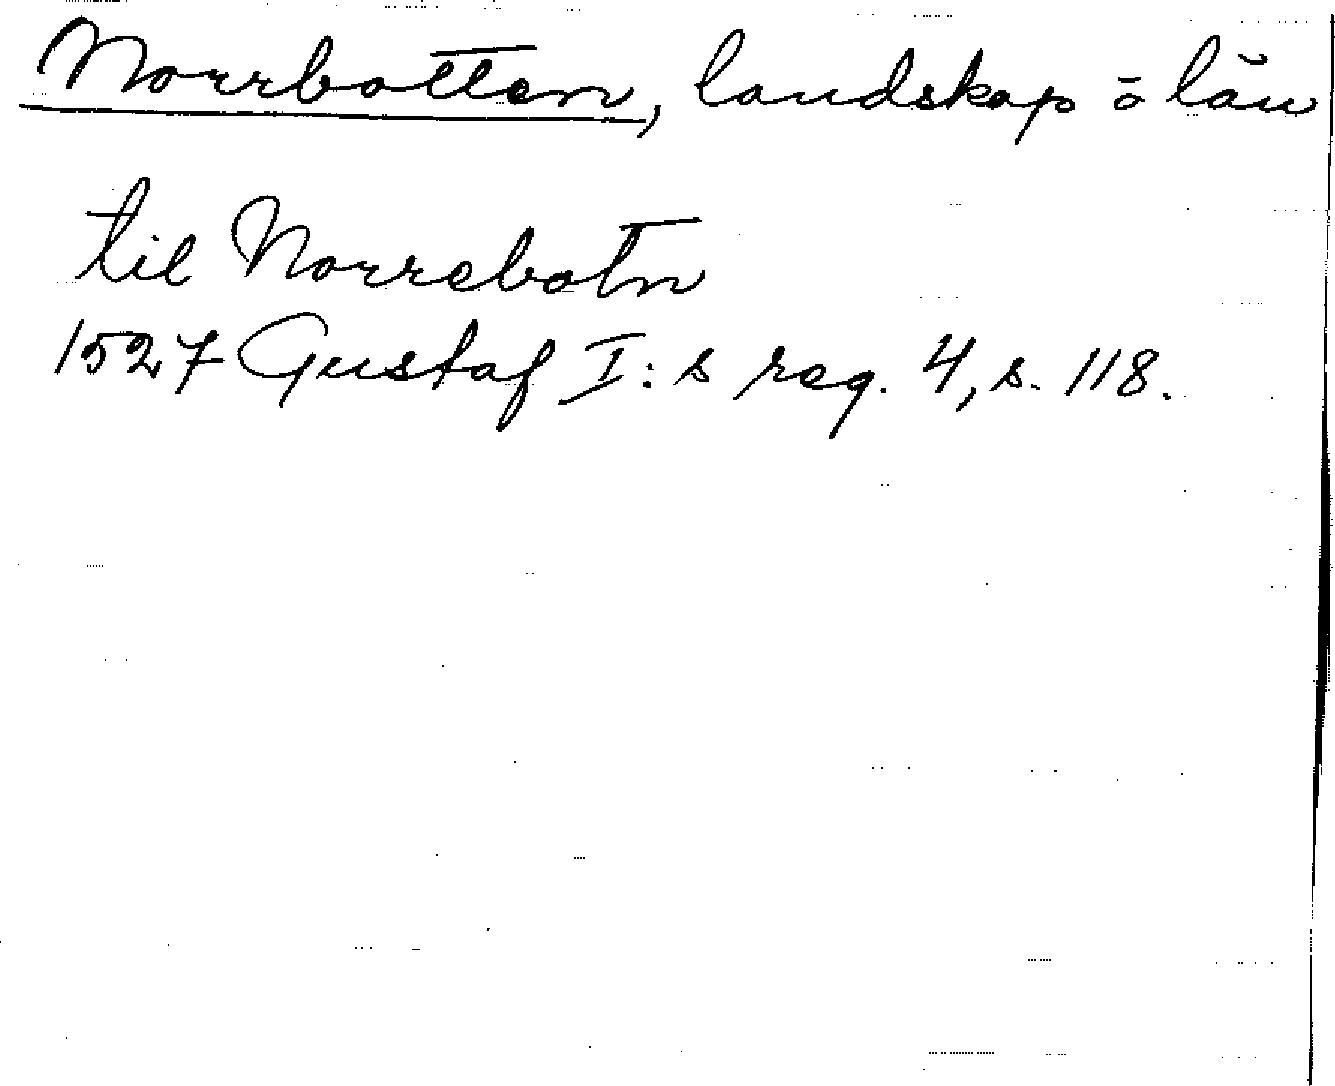 Norrbotten, landskap o län
til Norrebotn
1527 Gustaf I:s reg. 4, s. 118.